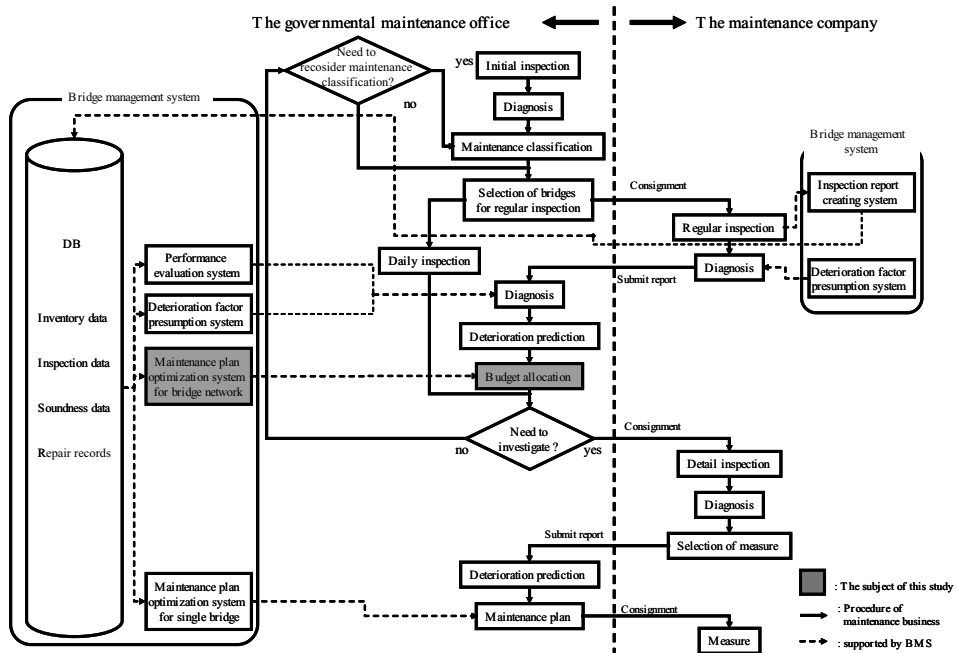 The governmental maintenance office
The maintenance company
Need to
recosider maintenance
classification?
yes
no
Initial inspection
Diagnosis
Maintenance classification
Selection of bridges
for regular inspection
Consignment
Bridge management system
DB
Inventory data
Inspection data
Soundness data
Repair records
Performance
evaluation system
Deterioration factor
presumption system
Maintenance plan
optimization system
for bridge network
Maintenance plan
optimization system
for single bridge
Daily inspection
Regular inspection
Diagnosis
Submit report
Bridge management
system
Inspection report
creating system
Deterioration factor
presumption system
Diagnosis
Deterioration prediction
Budget allocation
Need to
investigate ?
no
yes
Consignment
Detail inspection
Diagnosis
Selection of measure
Submit report
Deterioration prediction
Maintenance plan
Consignment
Measure
: The subject of this study
: Procedure of
maintenance business
: supported by BMS